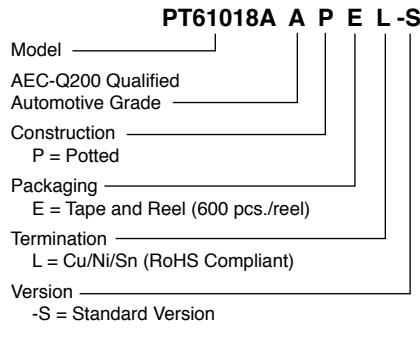 PT61018A A P E L -S
Model
AEC-Q200 Qualified
Automotive Grade
Construction
P = Potted
Packaging
E = Tape and Reel (600 pcs./reel)
Termination
L = Cu/Ni/Sn (RoHS Compliant)
Version
-S = Standard Version